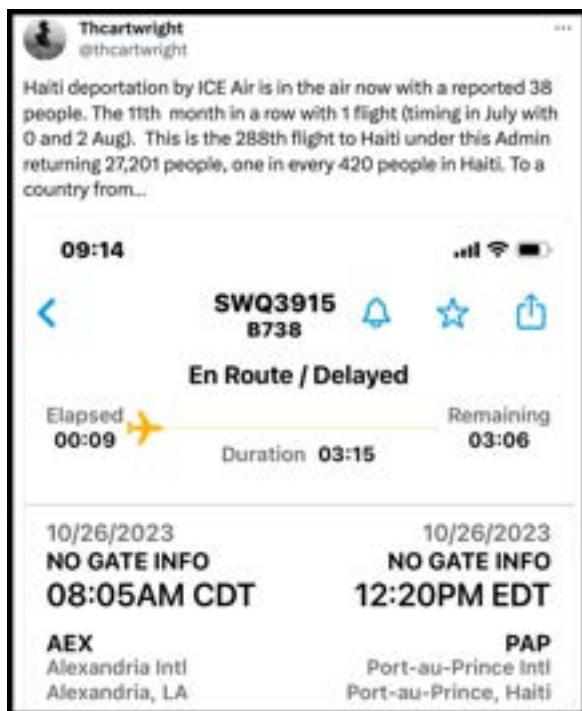 Thcartwright
@thcartwright
Haiti deportation by ICE Air is in the air now with a reported 38
people. The 11th month in a row with 1 flight (timing in July with
0 and 2 Aug). This is the 288th flight to Haiti under this Admin
returning 27,201 people, one in every 420 people in Haiti. To a
country from...
09:14
SWQ3915
B738
En Route / Delayed
Elapsed
00:09
Remaining
03:06
Duration 03:15
10/26/2023
NO GATE INFO
08:05AM CDT
AEX
Alexandria Intl
Alexandria, LA
10/26/2023
NO GATE INFO
12:20PM EDT
PAP
Port-au-Prince Intl
Port-au-Prince, Haiti